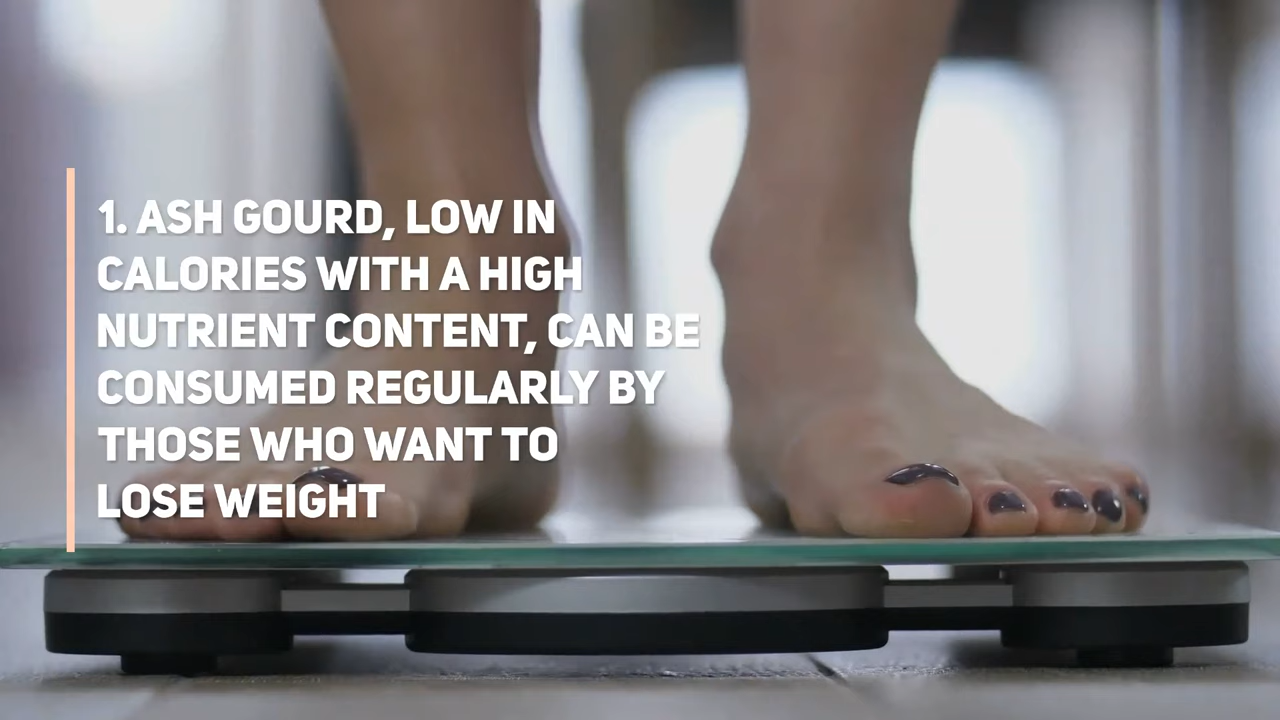 1. ASH GOURD, LOW IN
CALORIES WITH A HIGH
NUTRIENT CONTENT, CAN BE
CONSUMED REGULARLY BY
THOSE WHO WANT TO
LOSE WEIGHT